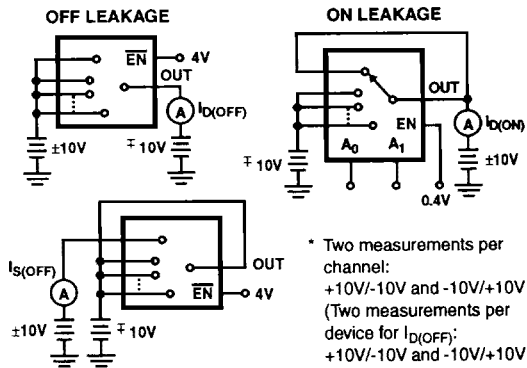 OFF LEAKAGE
EN
4V
OUT
A
I_D(OFF)
±10V
∓ 10V
ON LEAKAGE
OUT
EN
A
I_D(ON)
A₀
A₁
∓ 10V
±10V
0.4V
I_S(OFF)
A
OUT
EN
4V
±10V
∓ 10V
* Two measurements per
channel:
+10V/-10V and -10V/+10V
(Two measurements per
device for I_D(OFF):
+10V/-10V and -10V/+10V